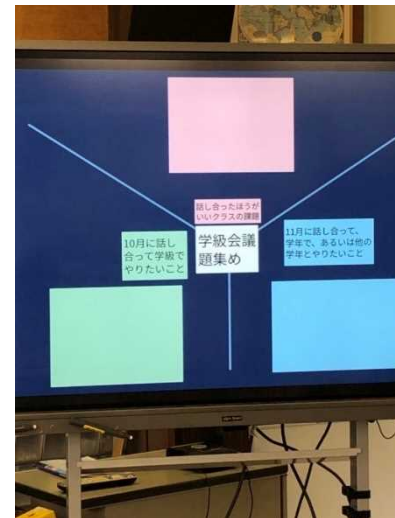 話し合ったほうが
いいクラスの課題
学級会議
題集め
10月に話し
合って学級で
やりたいこと
11月に話し合って、
学年で、あるいは他の
学年とやりたいこと